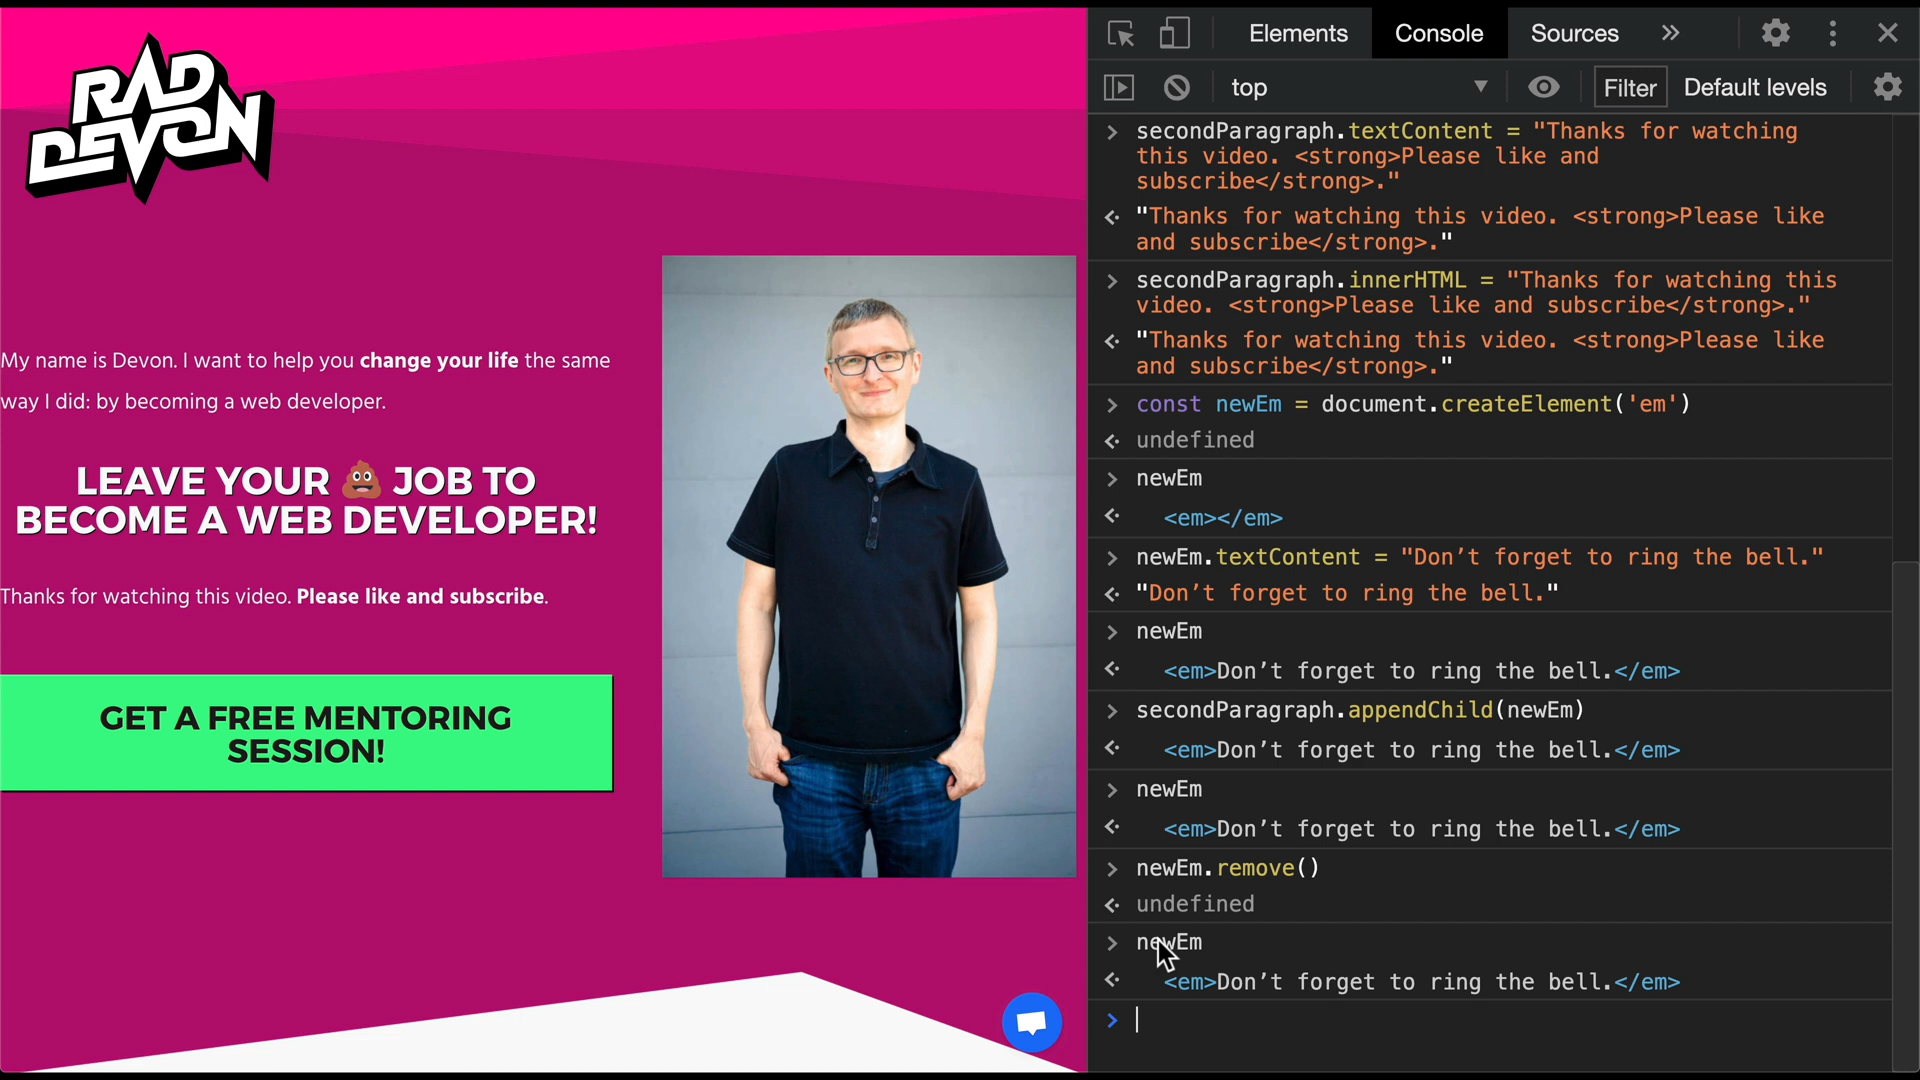 RAD
DEVON
My name is Devon. I want to help you change your life the same
way I did: by becoming a web developer.
LEAVE YOUR 💩 JOB TO
BECOME A WEB DEVELOPER!
Thanks for watching this video. Please like and subscribe.
GET A FREE MENTORING
SESSION!
Elements Console Sources »
top ▼ Filter Default levels
> secondParagraph.textContent = "Thanks for watching
this video. <strong>Please like and
subscribe</strong>."
"Thanks for watching this video. <strong>Please like
and subscribe</strong>."
> secondParagraph.innerHTML = "Thanks for watching this
video. <strong>Please like and subscribe</strong>."
"Thanks for watching this video. <strong>Please like
and subscribe</strong>."
> const newEm = document.createElement('em')
undefined
> newEm
<em></em>
> newEm.textContent = "Don’t forget to ring the bell."
"Don’t forget to ring the bell."
> newEm
<em>Don’t forget to ring the bell.</em>
> secondParagraph.appendChild(newEm)
<em>Don’t forget to ring the bell.</em>
> newEm
<em>Don’t forget to ring the bell.</em>
> newEm.remove()
undefined
> newEm
<em>Don’t forget to ring the bell.</em>
>